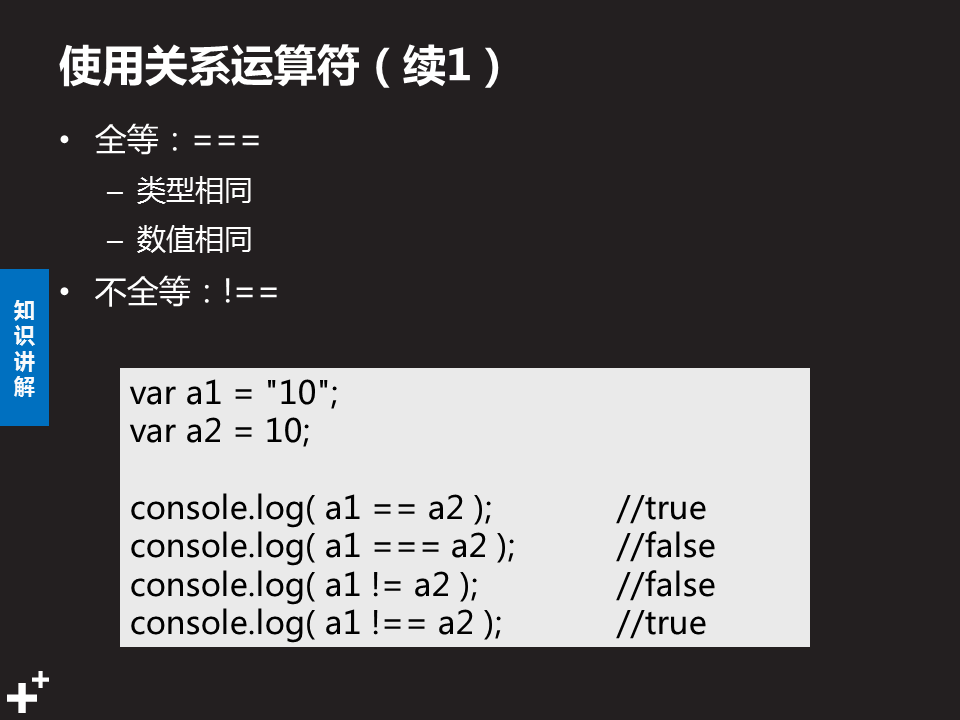 使用关系运算符（续1）
• 全等：===
– 类型相同
– 数值相同
• 不全等：!==
知识讲解
var a1 = "10";
var a2 = 10;
console.log( a1 == a2 ); //true
console.log( a1 === a2 ); //false
console.log( a1 != a2 ); //false
console.log( a1 !== a2 ); //true